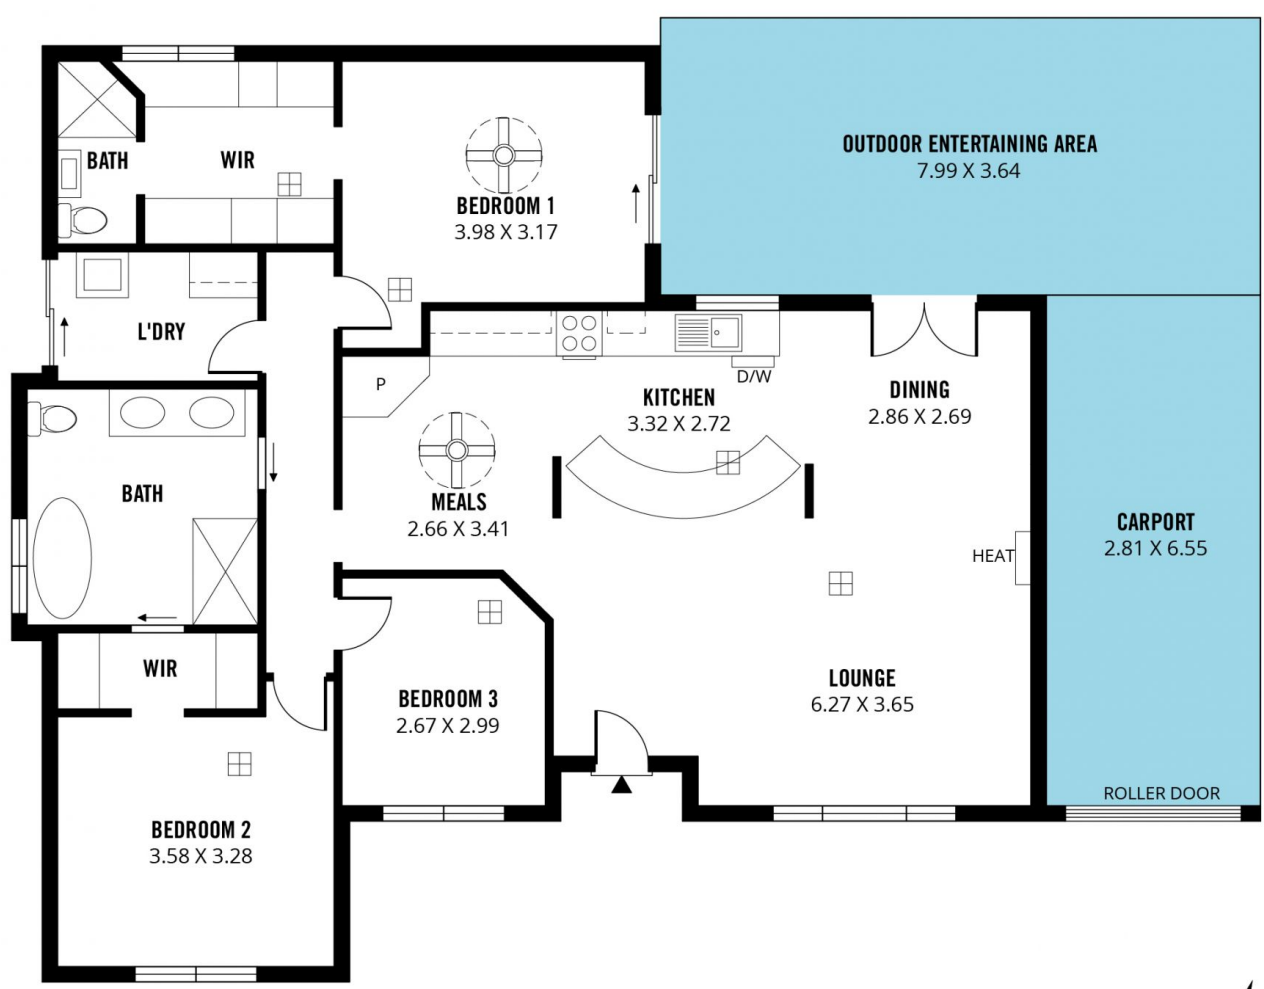 OUTDOOR ENTERTAINING AREA
7.99 X 3.64
BATH
WIR
BEDROOM 1
3.98 X 3.17
L'DRY
P
D/W
KITCHEN
3.32 X 2.72
DINING
2.86 X 2.69
BATH
MEALS
2.66 X 3.41
HEAT
CARPORT
2.81 X 6.55
WIR
BEDROOM 3
2.67 X 2.99
LOUNGE
6.27 X 3.65
ROLLER DOOR
BEDROOM 2
3.58 X 3.28